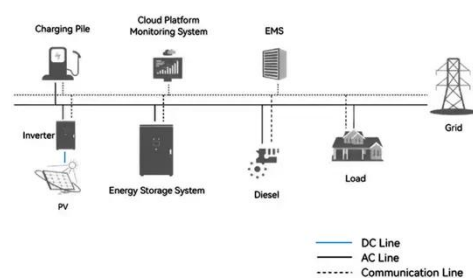 Charging Pile
Cloud Platform
Monitoring System
EMS
Grid
Inverter
PV
Energy Storage System
Diesel
Load
DC Line
AC Line
Communication Line